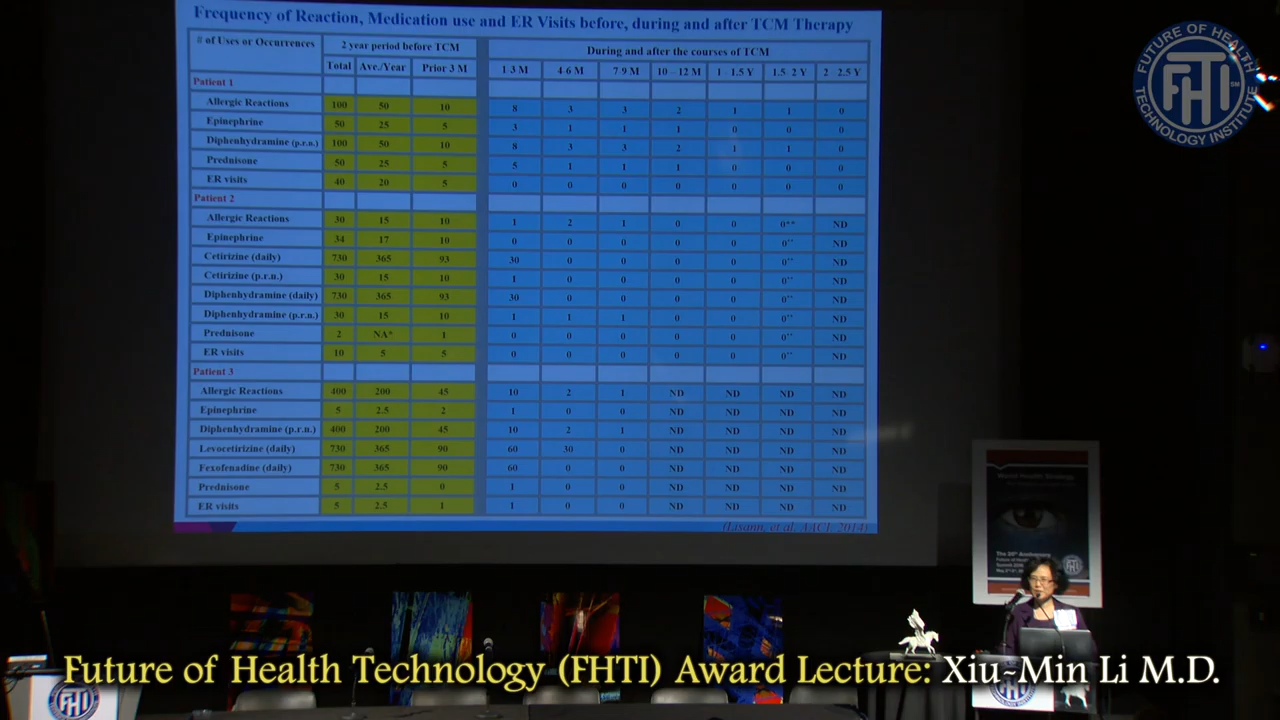 Frequency of Reaction, Medication use and ER Visits before, during and after TCM Therapy
# of Uses or Occurrences 2 year period before TCM During and after the courses of TCM
Total Ave./Year Prior 3 M 1 3 M 4-6 M 7-9 M 10 – 12 M 1 – 1.5 Y 1.5- 2 Y 2 - 2.5 Y
Patient 1
Allergic Reactions 100 50 10 8 3 3 2 1 1 0
Epinephrine 50 25 5 3 1 1 1 0 0 0
Diphenhydramine (p.r.n.) 100 50 10 8 3 3 2 1 1 0
Prednisone 50 25 5 5 1 1 1 0 0 0
ER visits 40 20 5 0 0 0 0 0 0 0
Patient 2
Allergic Reactions 30 15 10 1 2 1 0 0 0** ND
Epinephrine 34 17 10 0 0 0 0 0 0** ND
Cetirizine (daily) 730 365 93 30 0 0 0 0 0** ND
Cetirizine (p.r.n.) 30 15 10 1 0 0 0 0 0** ND
Diphenhydramine (daily) 730 365 93 30 0 0 0 0 0** ND
Diphenhydramine (p.r.n.) 30 15 10 1 1 1 0 0 0** ND
Prednisone 2 NA* 1 0 0 0 0 0 0** ND
ER visits 10 5 5 0 0 0 0 0 0** ND
Patient 3
Allergic Reactions 400 200 45 10 2 1 ND ND ND ND
Epinephrine 5 2.5 2 1 0 0 ND ND ND ND
Diphenhydramine (p.r.n.) 400 200 45 10 2 1 ND ND ND ND
Levocetirizine (daily) 730 365 90 60 30 0 ND ND ND ND
Fexofenadine (daily) 730 365 90 60 0 0 ND ND ND ND
Prednisone 5 2.5 0 1 0 0 ND ND ND ND
ER visits 5 2.5 1 1 0 0 ND ND ND ND
(Lisann, et al. AACI, 2014)
FUTURE OF HEALTH
FHTI SM
TECHNOLOGY INSTITUTE
World Health Strategy
FHTI
Future of Health Technology (FHTI) Award Lecture: Xiu~Min Li M.D.
FHTI